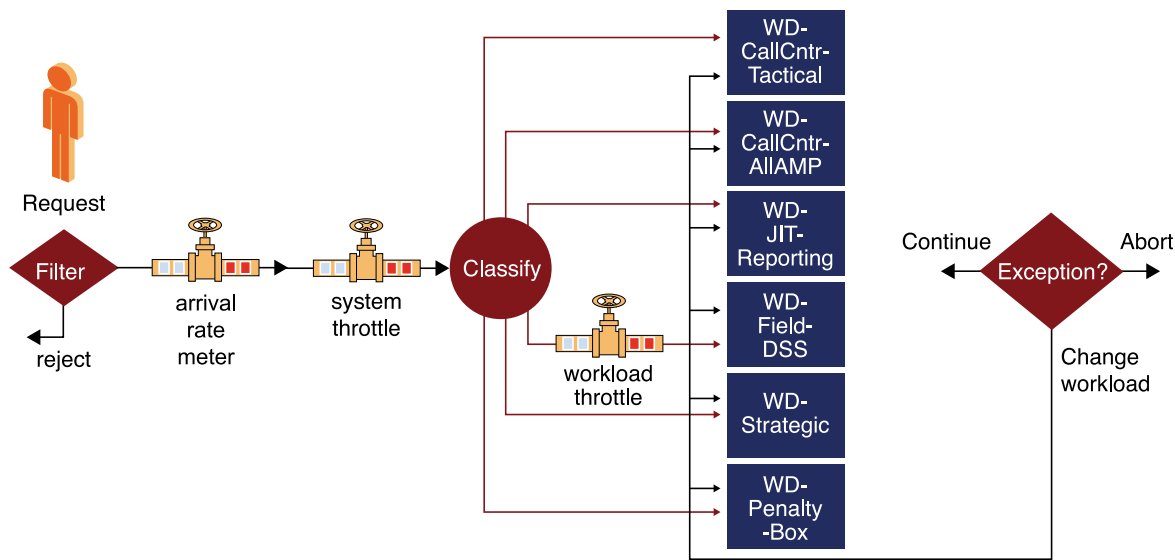 Request
Filter
reject
arrival
rate
meter
system
throttle
Classify
workload
throttle
WD-
CallCntr-
Tactical
WD-
CallCntr-
AllAMP
WD-
JIT-
Reporting
WD-
Field-
DSS
WD-
Strategic
WD-
Penalty
-Box
Continue
Exception?
Abort
Change
workload